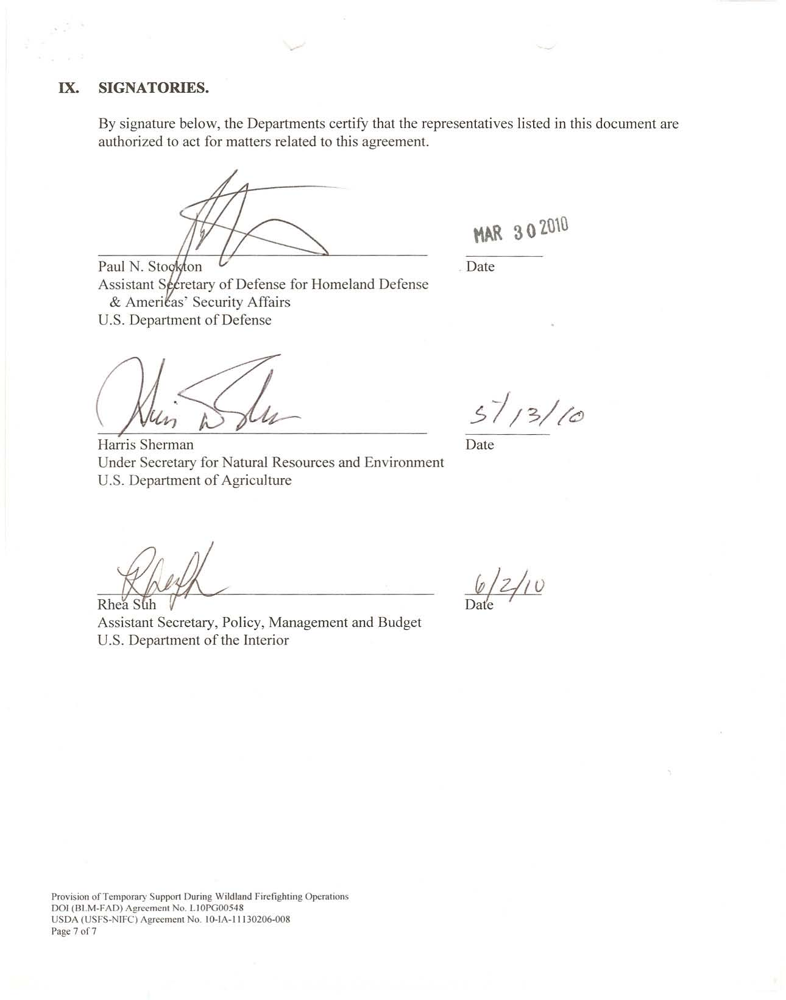 IX. SIGNATORIES.
By signature below, the Departments certify that the representatives listed in this document are
authorized to act for matters related to this agreement.
MAR 30 2010
Paul N. Stockton Date
Assistant Secretary of Defense for Homeland Defense
& Americas' Security Affairs
U.S. Department of Defense
5/13/10
Harris Sherman Date
Under Secretary for Natural Resources and Environment
U.S. Department of Agriculture
6/2/10
Rhea Suh Date
Assistant Secretary, Policy, Management and Budget
U.S. Department of the Interior
Provision of Temporary Support During Wildland Firefighting Operations
DOI (BLM-FAD) Agreement No. L10PG00548
USDA (USFS-NIFC) Agreement No. 10-IA-11130206-008
Page 7 of 7